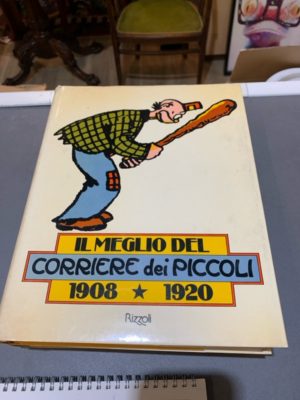 IL MEGLIO DEL
CORRIERE dei PICCOLI
1908 ★ 1920
Rizzoli